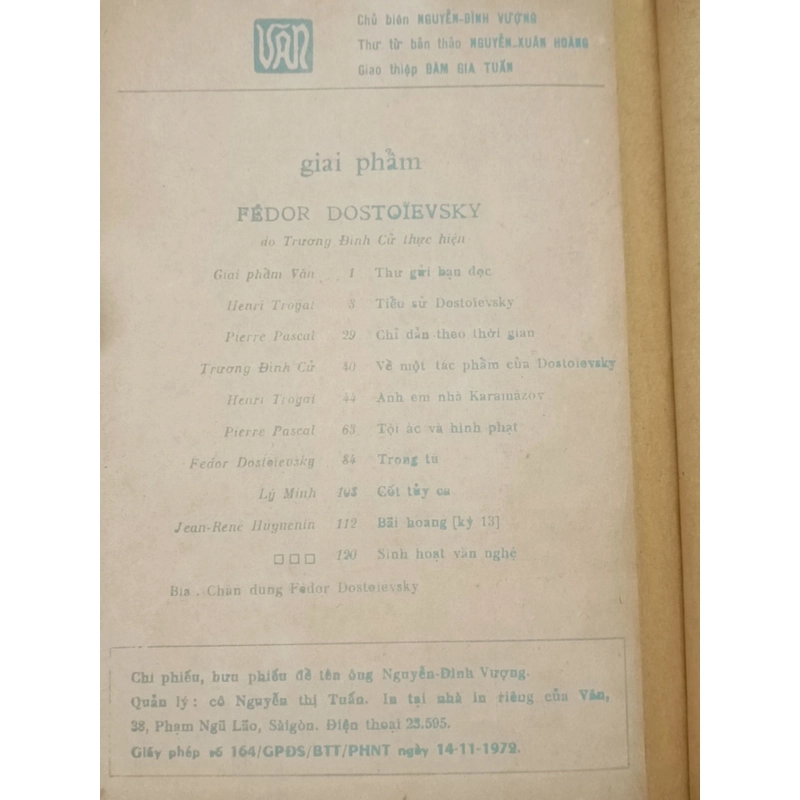 VĂN
Chủ biên NGUYỄN-ĐÌNH VƯỢNG
Thư từ bản thảo NGUYỄN-XUÂN HOÀNG
Giao thiệp ĐÀM GIA TUẤN
giai phẩm
FÉDOR DOSTOÏEVSKY
do Trương Đình Cử thực hiện
Giai phẩm Văn 1 Thư gửi bạn đọc
Henri Troyat 3 Tiểu sử Dostoïevsky
Pierre Pascal 29 Chỉ dẫn theo thời gian
Trương Đình Cử 40 Về một tác phẩm của Dostoïevsky
Henri Troyat 44 Anh em nhà Karamazov
Pierre Pascal 63 Tội ác và hình phạt
Fedor Dostoïevsky 84 Trong tù
Lý Minh 108 Cốt tủy ca
Jean-René Huguenin 112 Bãi hoang [kỳ 13]
□□□ 120 Sinh hoạt văn nghệ
Bìa . Chân dung Fédor Dostoïevsky
Chi phiếu, bưu phiếu đề tên ông Nguyễn-Đình Vượng.
Quản lý : cô Nguyễn thị Tuấn. In tại nhà in riêng của Văn,
38, Phạm Ngũ Lão, Sàigòn. Điện thoại 23.595.
Giấy phép số 164/GPĐS/BTT/PHNT ngày 14-11-1972.